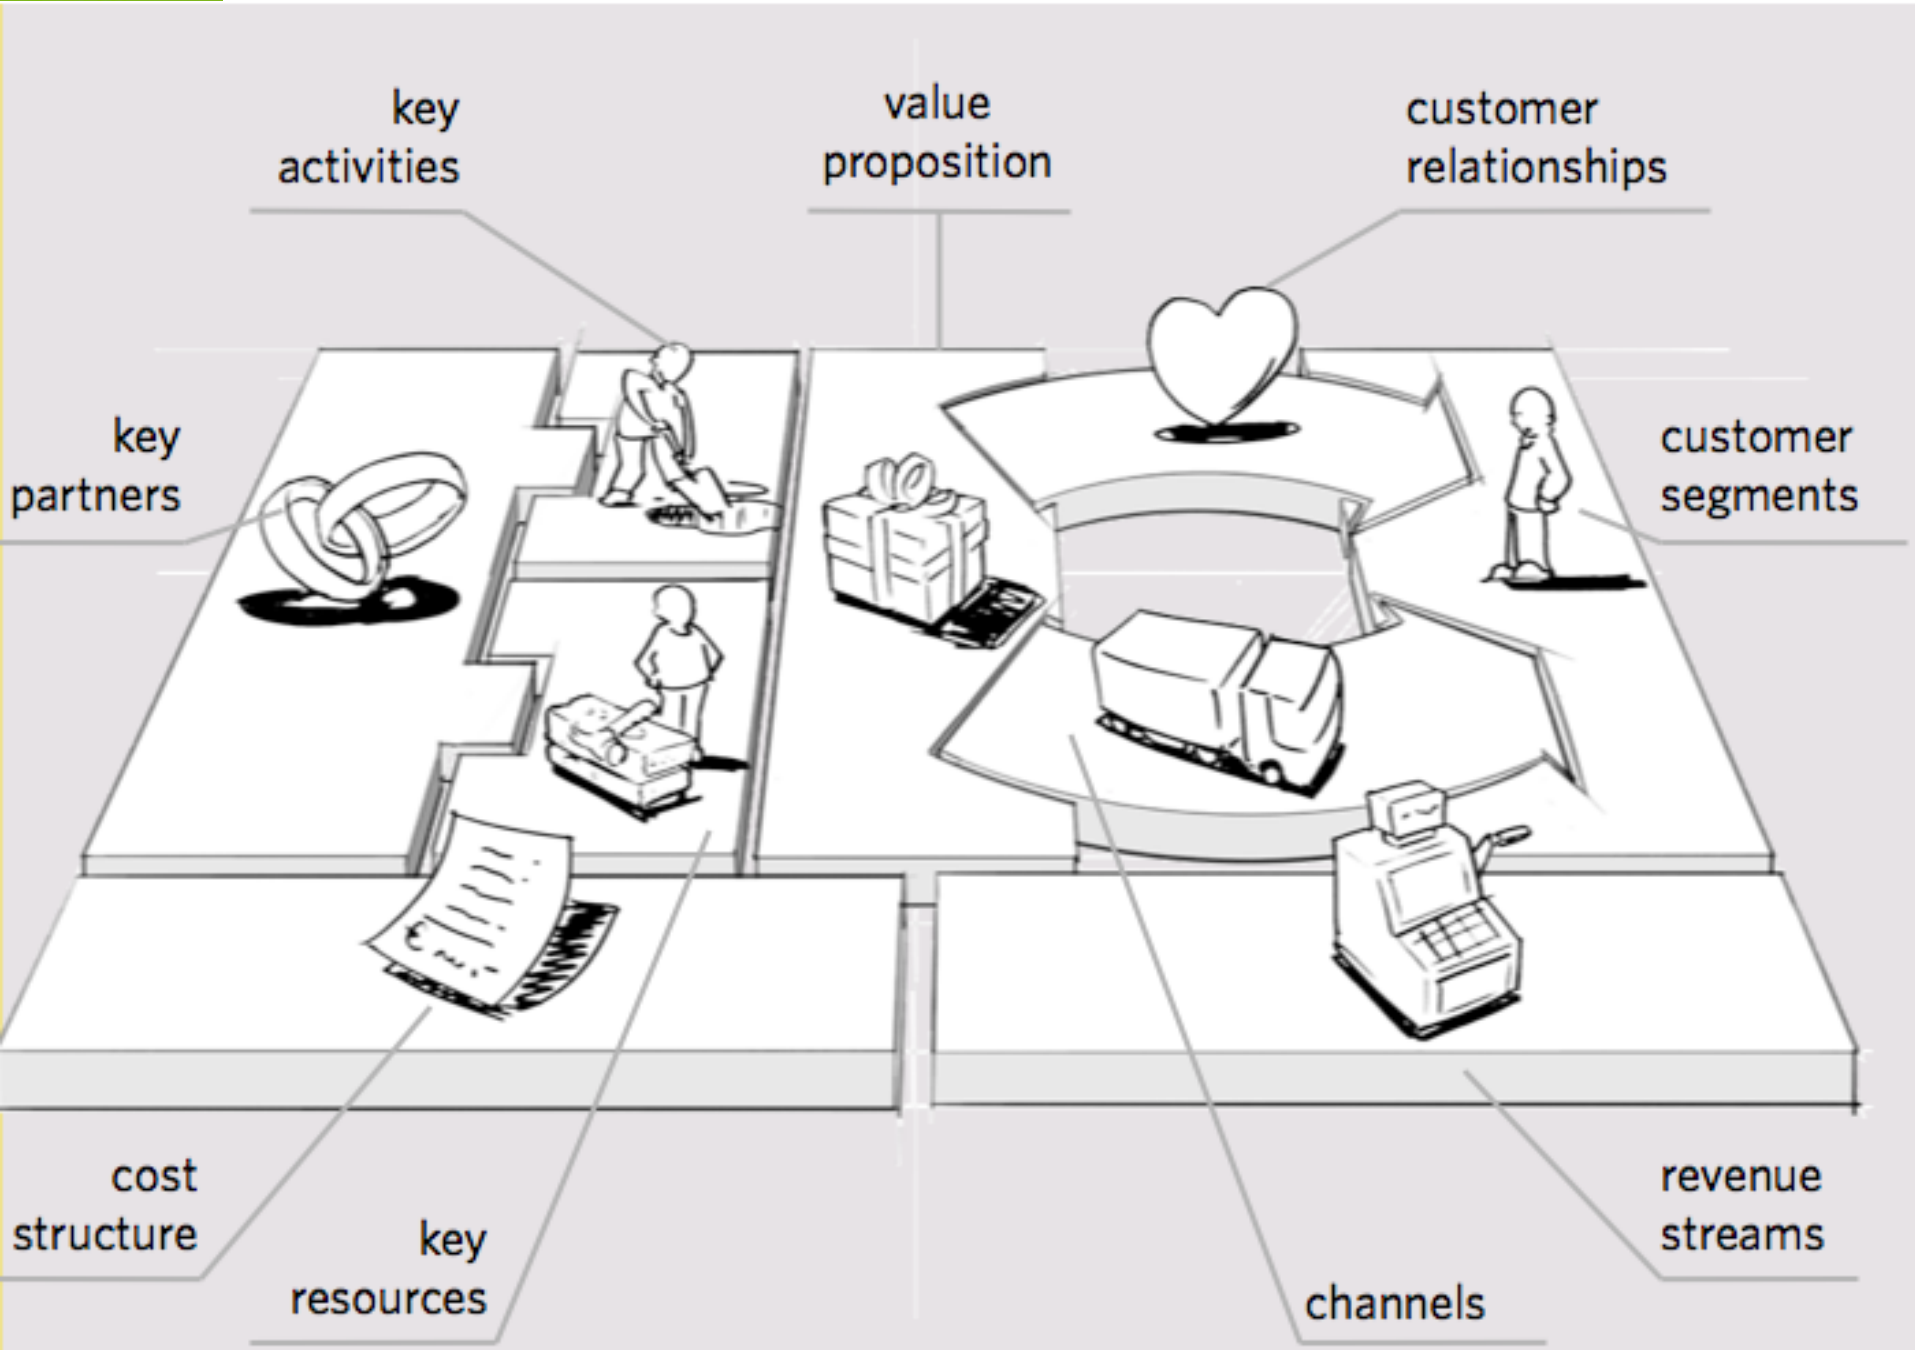 key
activities
value
proposition
customer
relationships
key
partners
customer
segments
cost
structure
key
resources
channels
revenue
streams